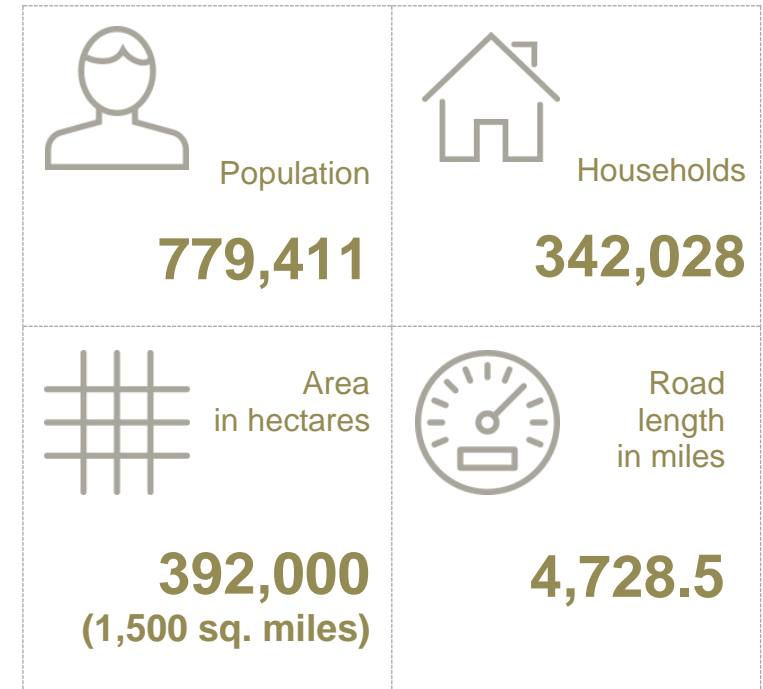 Population
779,411
Households
342,028
Area
in hectares
392,000
(1,500 sq. miles)
Road
length
in miles
4,728.5